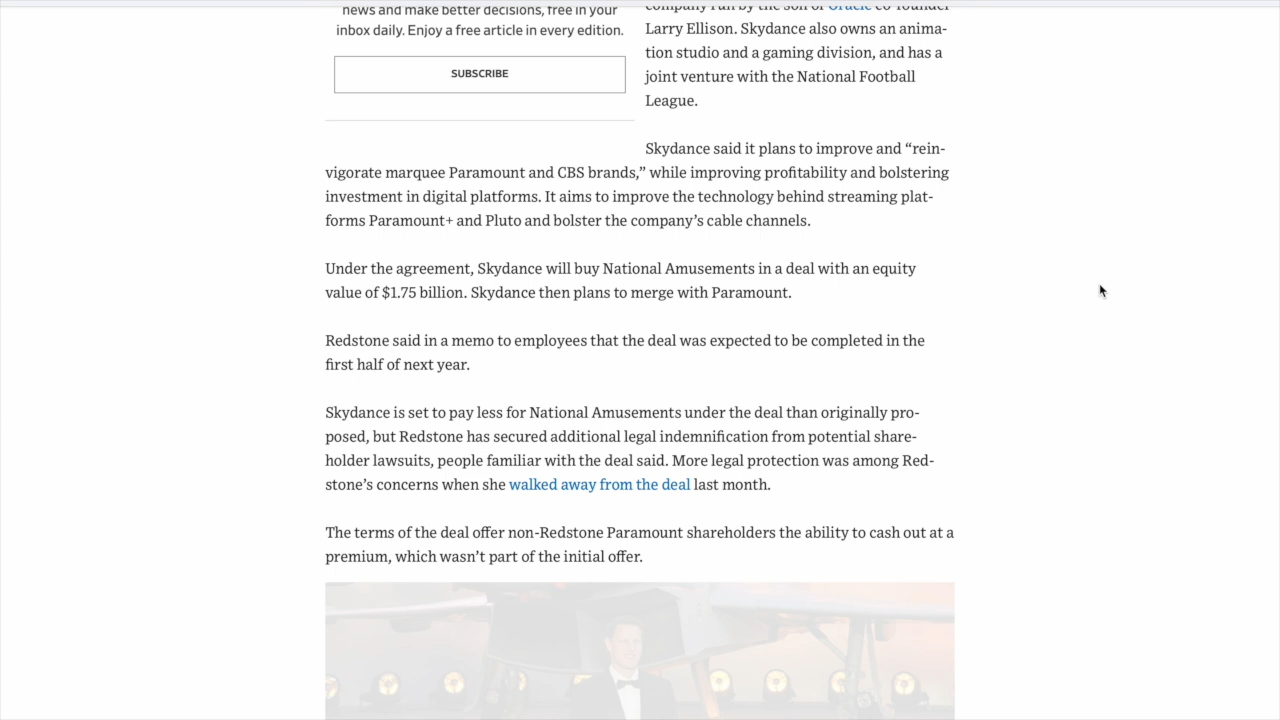 news and make better decisions, free in your
inbox daily. Enjoy a free article in every edition.
SUBSCRIBE
company run by the son of Oracle co-founder
Larry Ellison. Skydance also owns an anima-
tion studio and a gaming division, and has a
joint venture with the National Football
League.
Skydance said it plans to improve and “rein-
vigorate marquee Paramount and CBS brands,” while improving profitability and bolstering
investment in digital platforms. It aims to improve the technology behind streaming plat-
forms Paramount+ and Pluto and bolster the company’s cable channels.
Under the agreement, Skydance will buy National Amusements in a deal with an equity
value of $1.75 billion. Skydance then plans to merge with Paramount.
Redstone said in a memo to employees that the deal was expected to be completed in the
first half of next year.
Skydance is set to pay less for National Amusements under the deal than originally pro-
posed, but Redstone has secured additional legal indemnification from potential share-
holder lawsuits, people familiar with the deal said. More legal protection was among Red-
stone’s concerns when she walked away from the deal last month.
The terms of the deal offer non-Redstone Paramount shareholders the ability to cash out at a
premium, which wasn’t part of the initial offer.